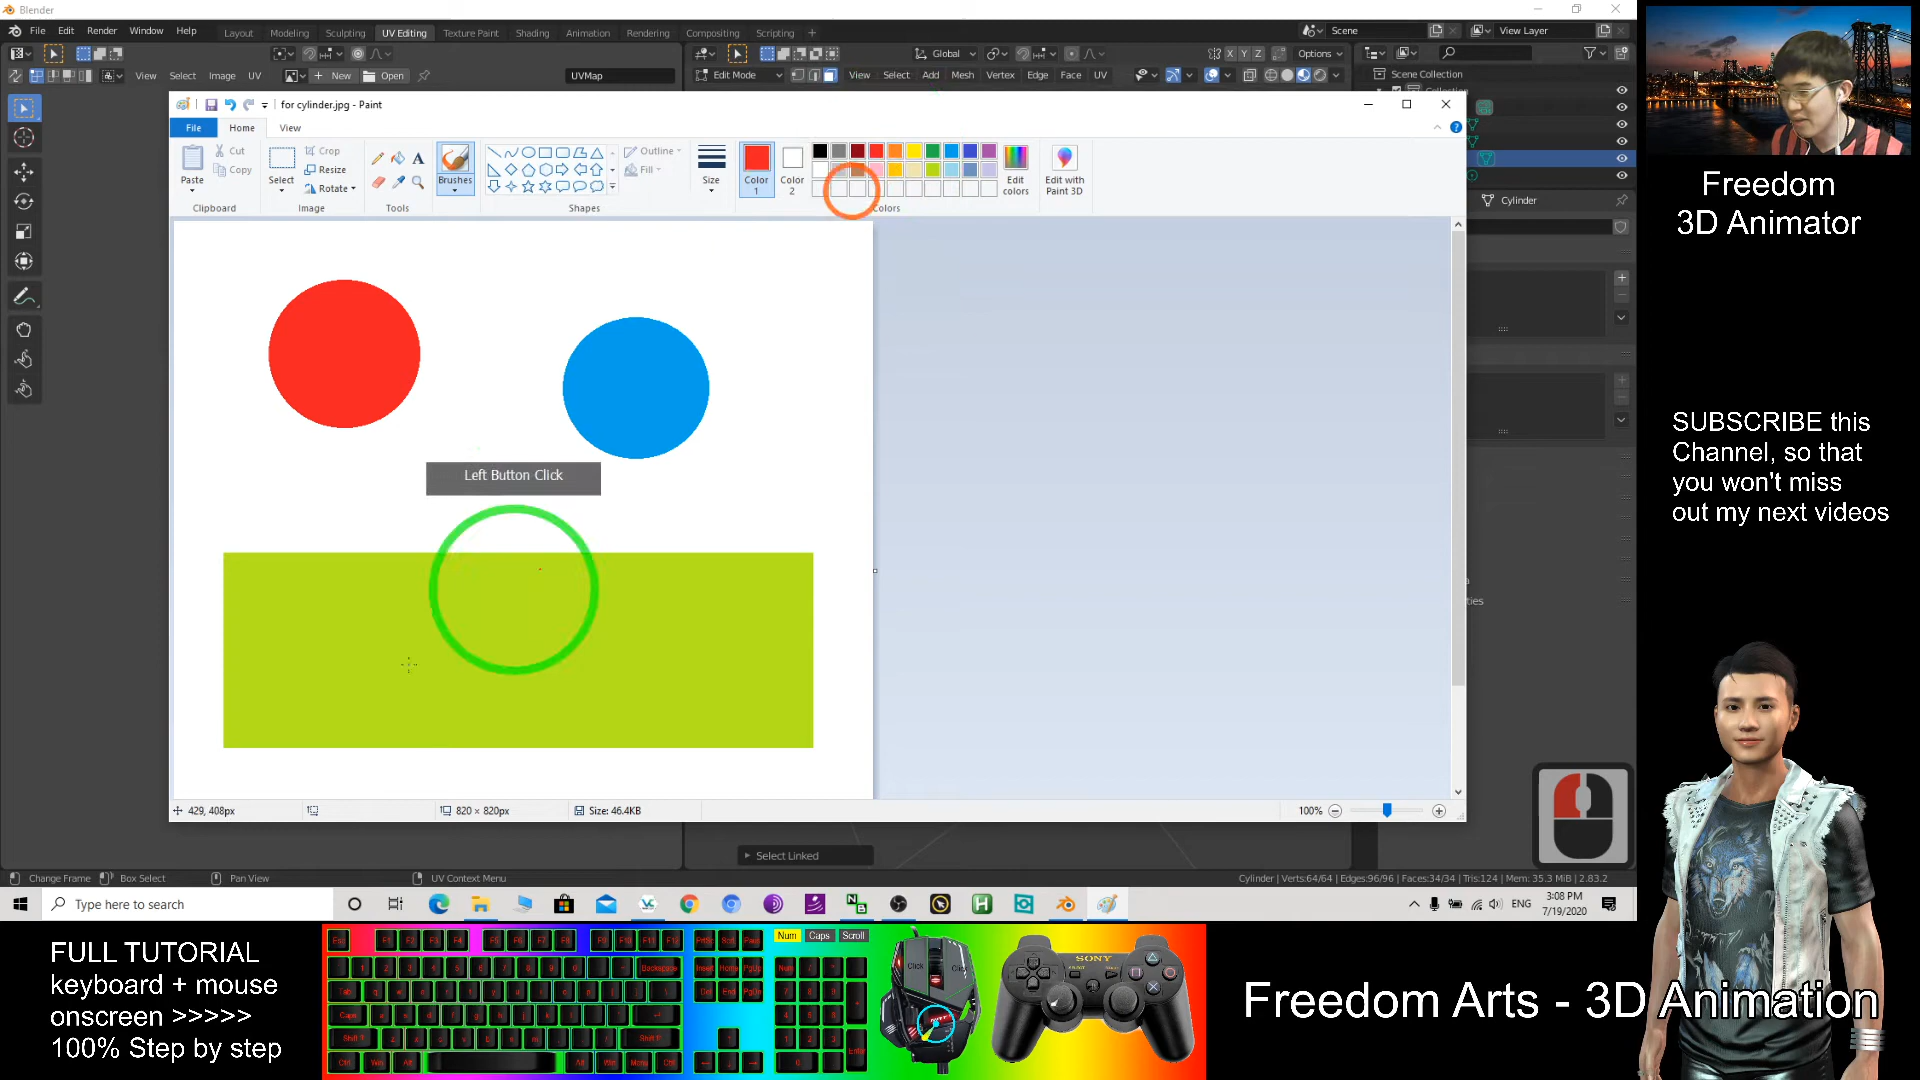 Blender
File Edit Render Window Help
Layout Modeling Sculpting UV Editing Texture Paint Shading Animation Rendering Compositing Scripting +
Scene
View Layer
View Select Image UV
New
Open
UVMap
Edit Mode
View Select Add Mesh Vertex Edge Face UV
Global
Options
X Y Z
Scene Collection
for cylinder.jpg - Paint
File Home View
Paste
Cut
Copy
Clipboard
Select
Crop
Resize
Rotate
Image
Tools
Brushes
Outline
Fill
Shapes
Size
Color 1
Color 2
Colors
Edit colors
Edit with Paint 3D
Cylinder
Left Button Click
429, 408px
820 × 820px
Size: 46.4KB
100%
Select Linked
Change Frame
Box Select
Pan View
UV Context Menu
Cylinder | Verts:64/64 | Edges:96/96 | Faces:34/34 | Tris:124 | Mem: 35.3 MiB | 2.83.2
Type here to search
ENG
3:08 PM
7/19/2020
Freedom
3D Animator
SUBSCRIBE this
Channel, so that
you won't miss
out my next videos
FULL TUTORIAL
keyboard + mouse
onscreen >>>>>
100% Step by step
Num Caps Scroll
SONY
Freedom Arts - 3D Animation